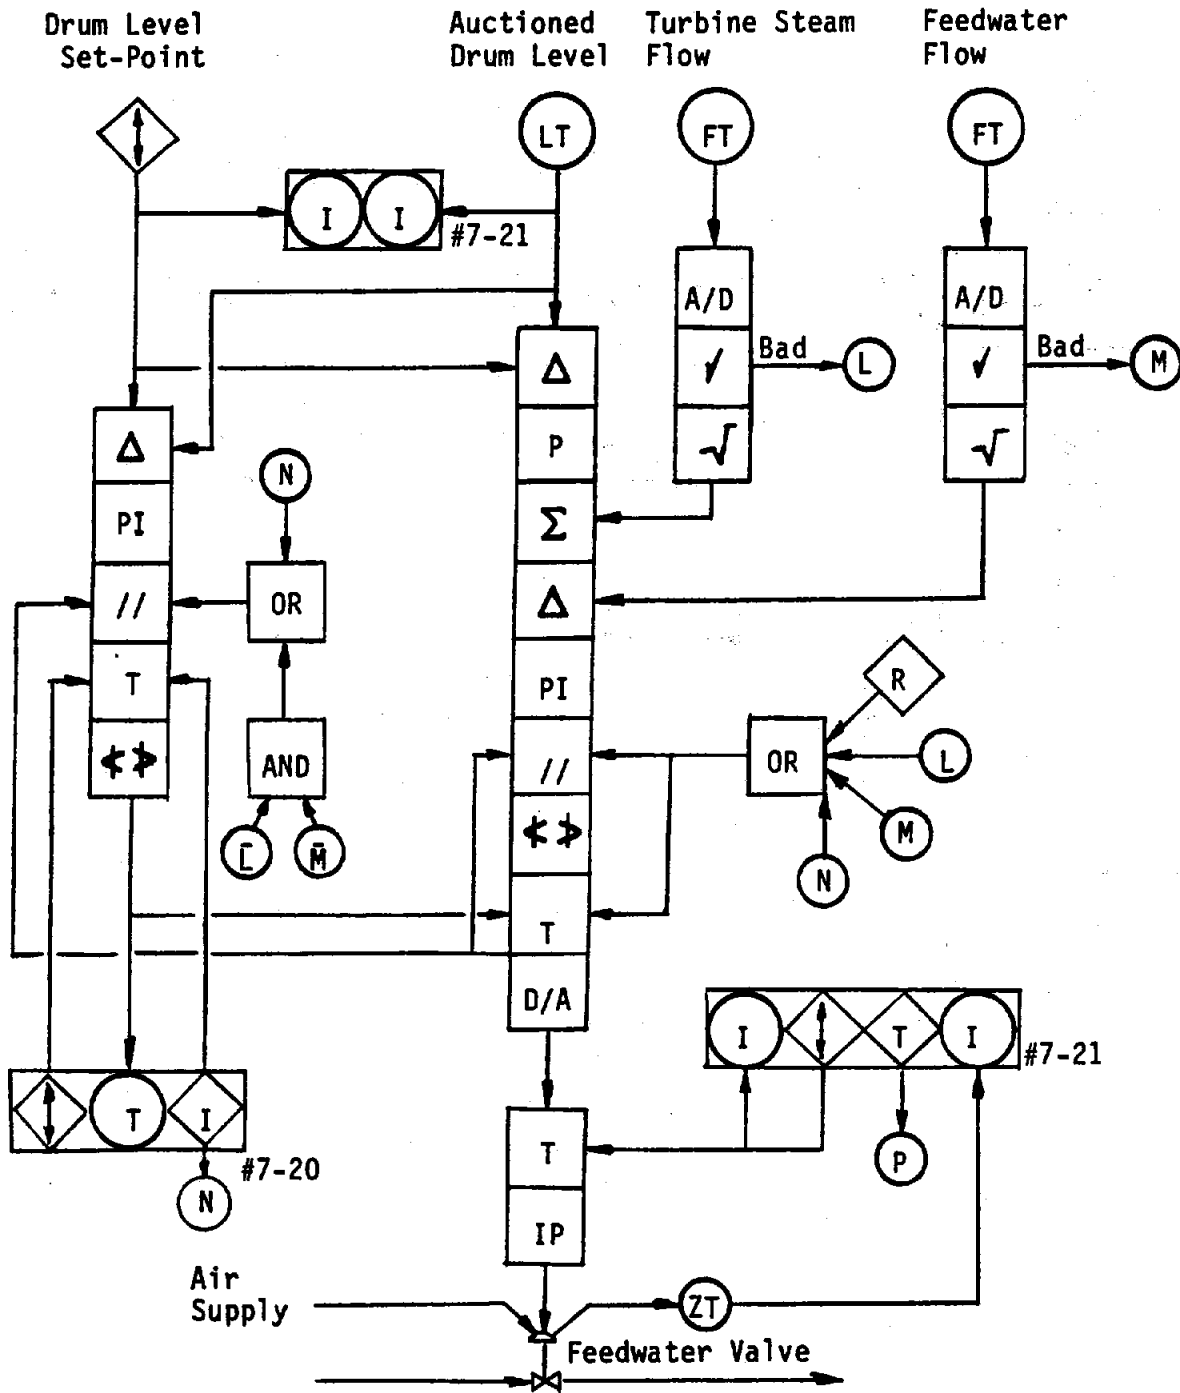 Drum Level
Set-Point
Auctioned
Drum Level
Turbine Steam
Flow
Feedwater
Flow
LT
FT
FT
I I
#7-21
A/D
A/D
Δ
✓
Bad
L
✓
Bad
M
Δ
P
√
√
N
PI
Σ
//
OR
Δ
T
PI
R
< >
AND
//
OR
L
L̄
M̄
< >
M
N
T
D/A
I
T
I
#7-21
T
I
#7-20
T
P
N
IP
Air
Supply
ZT
Feedwater Valve